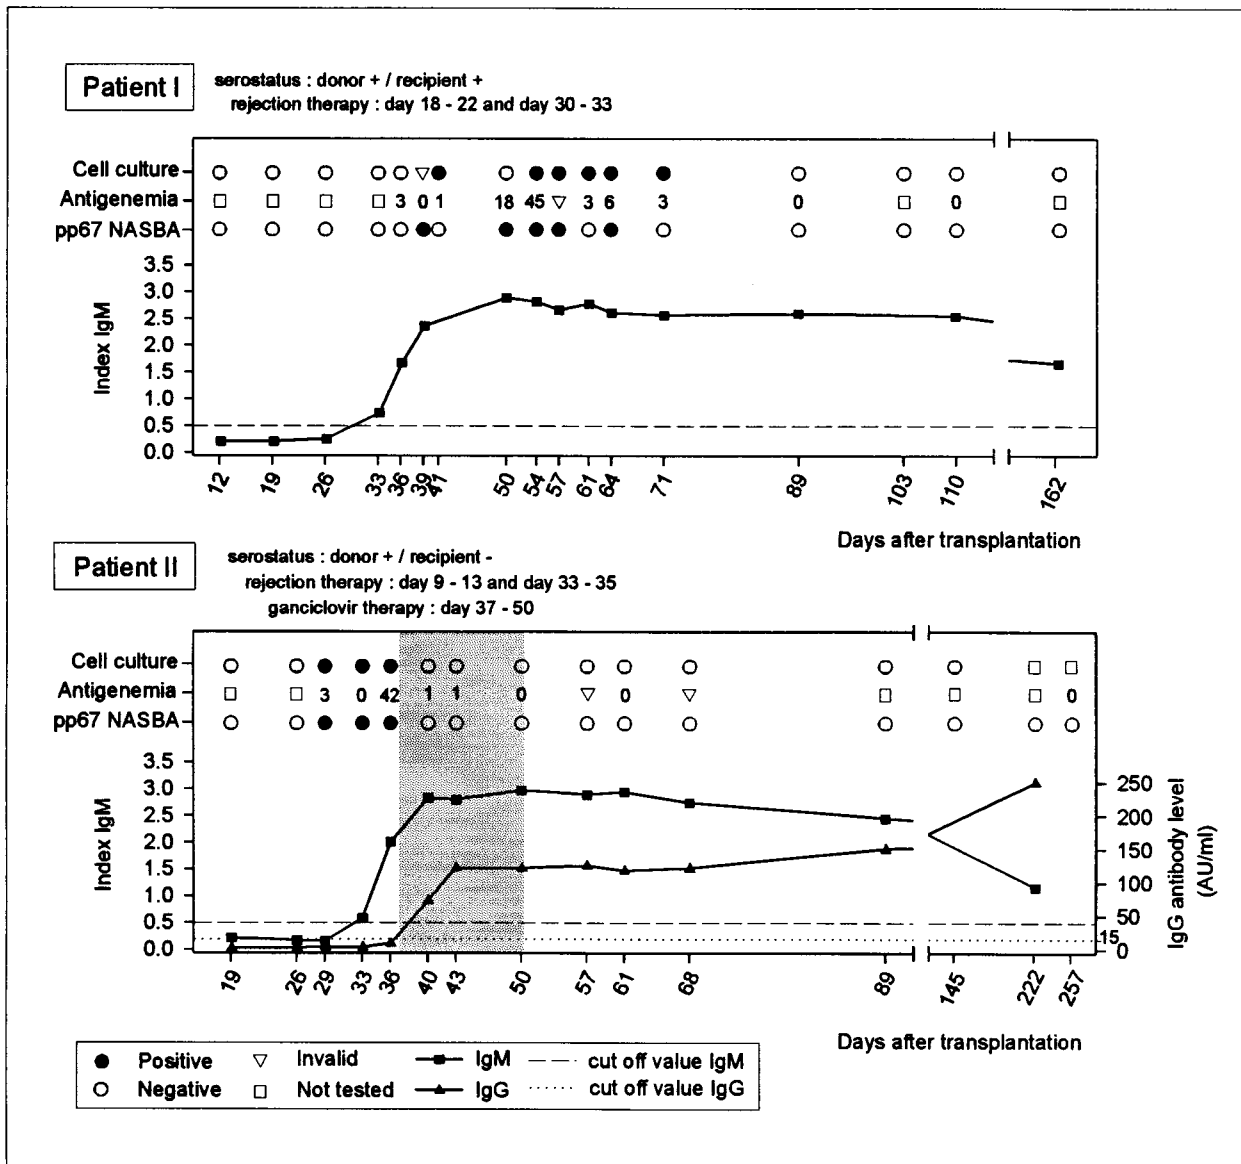 Patient I
serostatus : donor + / recipient +
rejection therapy : day 18 - 22 and day 30 - 33
Cell culture
Antigenemia 3 0 1 18 45 3 6 3 0 0
pp67 NASBA
Index IgM
3.5
3.0
2.5
2.0
1.5
1.0
0.5
0.0
12 19 26 33 36 39 41 50 54 57 61 64 71 89 103 110 162
Days after transplantation
Patient II
serostatus : donor + / recipient -
rejection therapy : day 9 - 13 and day 33 - 35
ganciclovir therapy : day 37 - 50
Cell culture
Antigenemia 3 0 42 1 1 0 0 0
pp67 NASBA
Index IgM
3.5
3.0
2.5
2.0
1.5
1.0
0.5
0.0
250
200
150
100
50
15
0
IgG antibody level
(AU/ml)
19 26 29 33 36 40 43 50 57 61 68 89 145 222 257
Days after transplantation
Positive Invalid IgM cut off value IgM
Negative Not tested IgG cut off value IgG